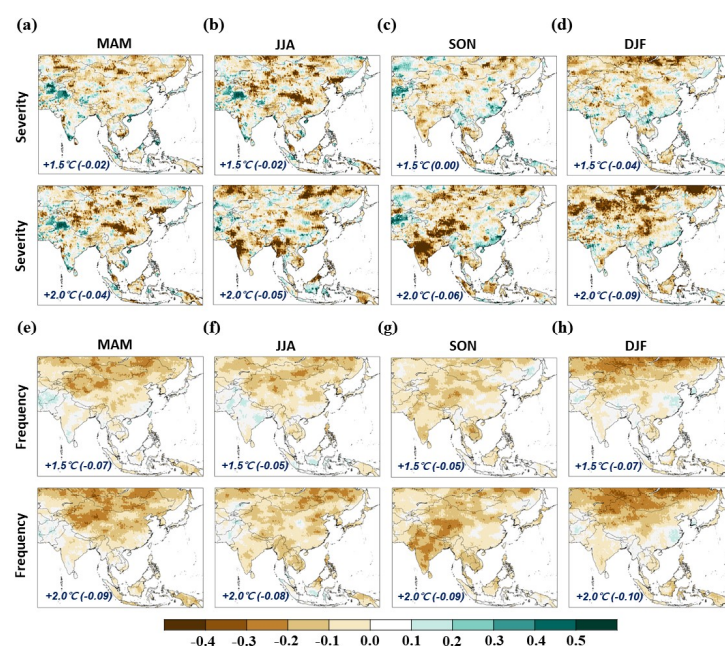 (a) (b) (c) (d)
MAM JJA SON DJF
Severity
+1.5℃ (-0.02) +1.5℃ (-0.02) +1.5℃ (0.00) +1.5℃ (-0.04)
Severity
+2.0℃ (-0.04) +2.0℃ (-0.05) +2.0℃ (-0.06) +2.0℃ (-0.09)
(e) (f) (g) (h)
MAM JJA SON DJF
Frequency
+1.5℃ (-0.07) +1.5℃ (-0.05) +1.5℃ (-0.05) +1.5℃ (-0.07)
Frequency
+2.0℃ (-0.09) +2.0℃ (-0.08) +2.0℃ (-0.09) +2.0℃ (-0.10)
-0.4 -0.3 -0.2 -0.1 0.0 0.1 0.2 0.3 0.4 0.5